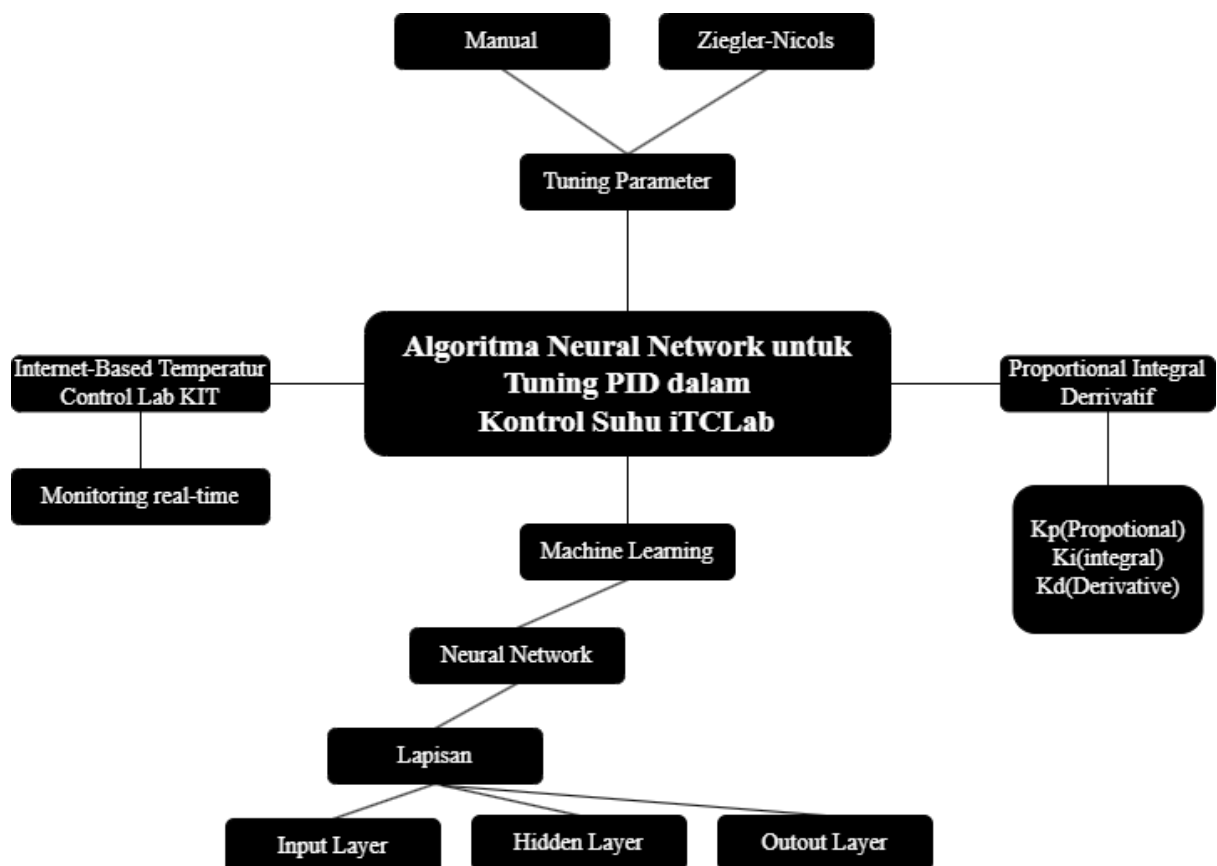 Manual
Ziegler-Nicols
Tuning Parameter
Algoritma Neural Network untuk
Tuning PID dalam
Kontrol Suhu iTCLab
Internet-Based Temperatur
Control Lab KIT
Monitoring real-time
Proportional Integral
Derrivatif
Kp(Propotional)
Ki(integral)
Kd(Derivative)
Machine Learning
Neural Network
Lapisan
Input Layer
Hidden Layer
Outout Layer